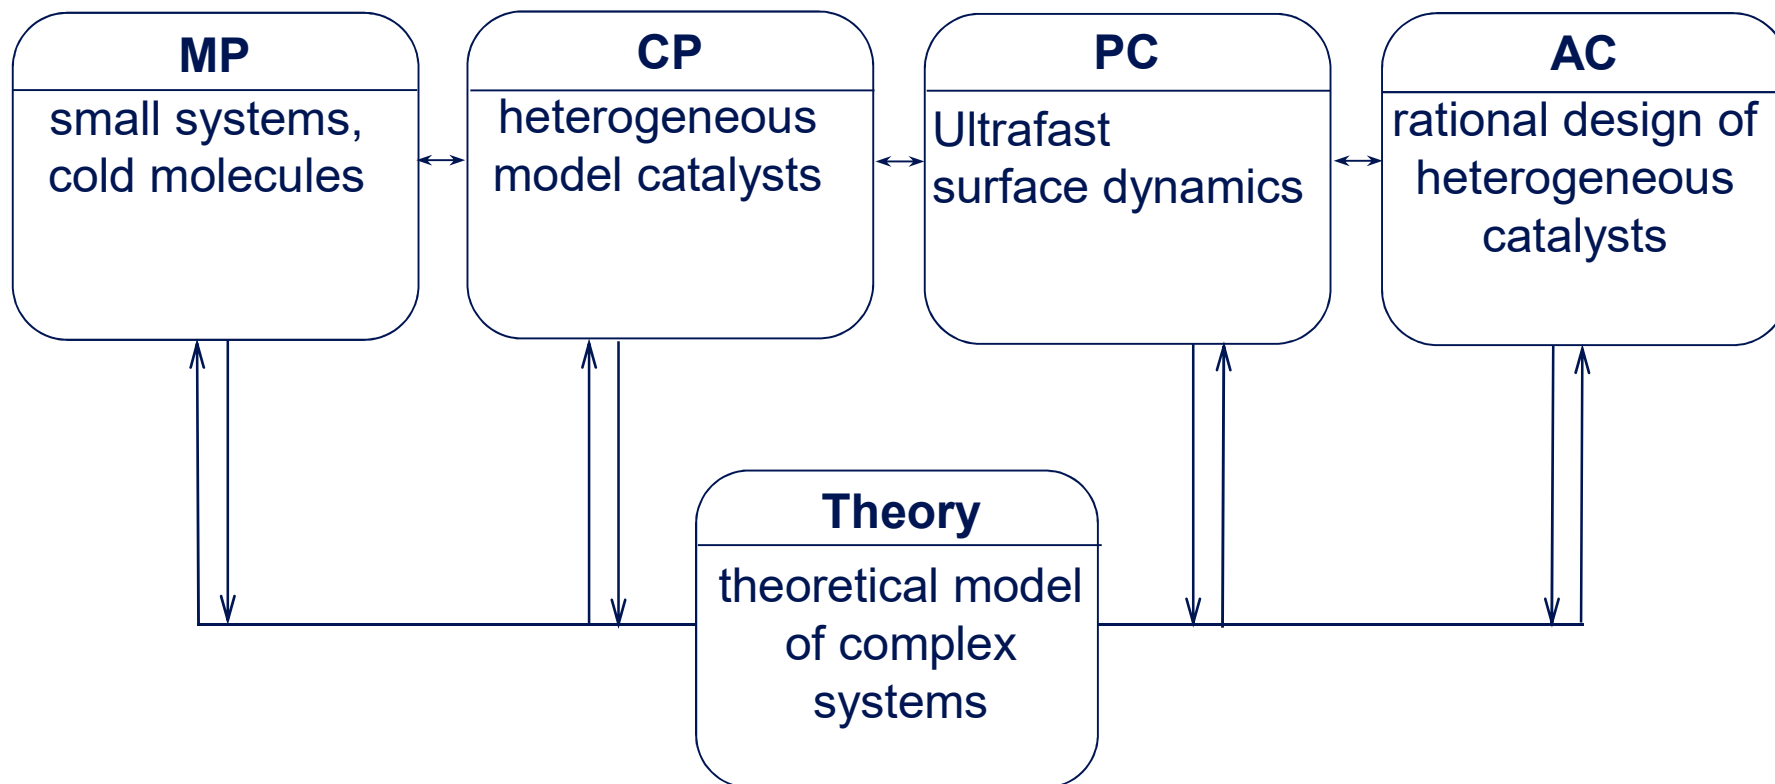 MP
small systems,
cold molecules
CP
heterogeneous
model catalysts
PC
Ultrafast
surface dynamics
AC
rational design of
heterogeneous
catalysts
Theory
theoretical model
of complex
systems